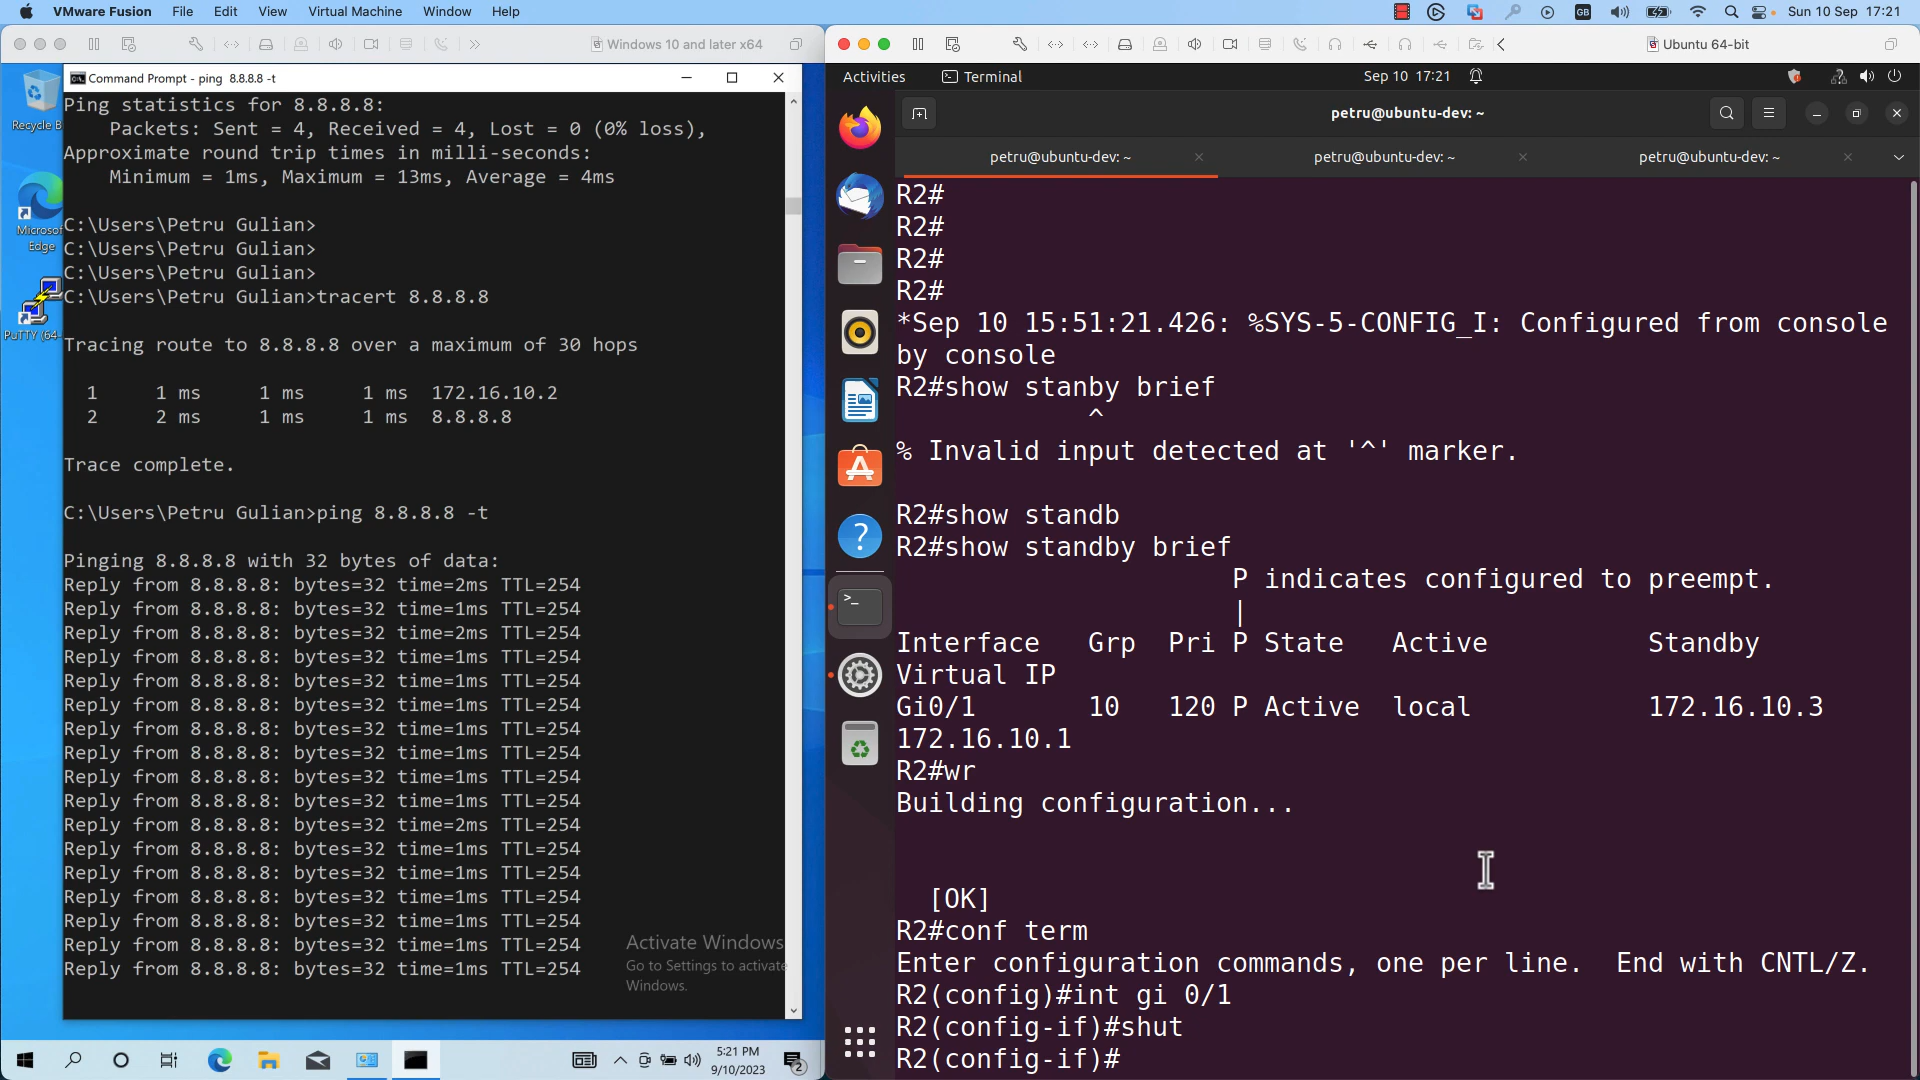 VMware Fusion File Edit View Virtual Machine Window Help
GB
Sun 10 Sep 17:21
Windows 10 and later x64
Ubuntu 64-bit
Recycle B
Microsof
Edge
PuTTY (64-
Command Prompt - ping 8.8.8.8 -t
Ping statistics for 8.8.8.8:
Packets: Sent = 4, Received = 4, Lost = 0 (0% loss),
Approximate round trip times in milli-seconds:
Minimum = 1ms, Maximum = 13ms, Average = 4ms
C:\Users\Petru Gulian>
C:\Users\Petru Gulian>
C:\Users\Petru Gulian>
C:\Users\Petru Gulian>tracert 8.8.8.8
Tracing route to 8.8.8.8 over a maximum of 30 hops
1 1 ms 1 ms 1 ms 172.16.10.2
2 2 ms 1 ms 1 ms 8.8.8.8
Trace complete.
C:\Users\Petru Gulian>ping 8.8.8.8 -t
Pinging 8.8.8.8 with 32 bytes of data:
Reply from 8.8.8.8: bytes=32 time=2ms TTL=254
Reply from 8.8.8.8: bytes=32 time=1ms TTL=254
Reply from 8.8.8.8: bytes=32 time=2ms TTL=254
Reply from 8.8.8.8: bytes=32 time=1ms TTL=254
Reply from 8.8.8.8: bytes=32 time=1ms TTL=254
Reply from 8.8.8.8: bytes=32 time=1ms TTL=254
Reply from 8.8.8.8: bytes=32 time=1ms TTL=254
Reply from 8.8.8.8: bytes=32 time=1ms TTL=254
Reply from 8.8.8.8: bytes=32 time=1ms TTL=254
Reply from 8.8.8.8: bytes=32 time=1ms TTL=254
Reply from 8.8.8.8: bytes=32 time=2ms TTL=254
Reply from 8.8.8.8: bytes=32 time=1ms TTL=254
Reply from 8.8.8.8: bytes=32 time=1ms TTL=254
Reply from 8.8.8.8: bytes=32 time=1ms TTL=254
Reply from 8.8.8.8: bytes=32 time=1ms TTL=254
Reply from 8.8.8.8: bytes=32 time=1ms TTL=254
Reply from 8.8.8.8: bytes=32 time=1ms TTL=254
Activate Windows
Go to Settings to activate
Windows.
5:21 PM
9/10/2023
2
Activities Terminal Sep 10 17:21
petru@ubuntu-dev: ~
petru@ubuntu-dev: ~ petru@ubuntu-dev: ~ petru@ubuntu-dev: ~
R2#
R2#
R2#
R2#
*Sep 10 15:51:21.426: %SYS-5-CONFIG_I: Configured from console
by console
R2#show stanby brief
^
% Invalid input detected at '^' marker.
R2#show standb
R2#show standby brief
P indicates configured to preempt.
|
Interface Grp Pri P State Active Standby
Virtual IP
Gi0/1 10 120 P Active local 172.16.10.3
172.16.10.1
R2#wr
Building configuration...
[OK]
R2#conf term
Enter configuration commands, one per line. End with CNTL/Z.
R2(config)#int gi 0/1
R2(config-if)#shut
R2(config-if)#